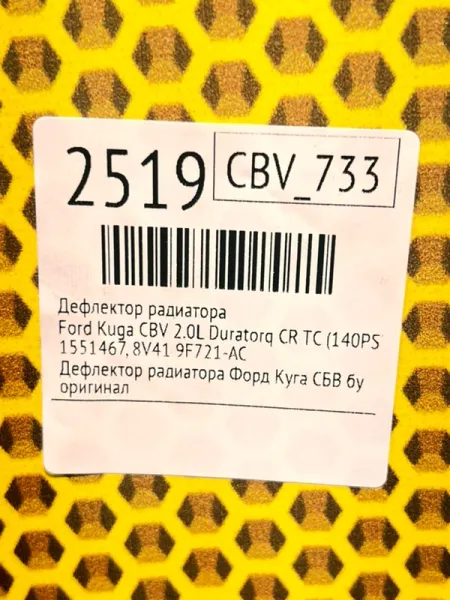 2519
CBV_733
Дефлектор радиатора
Ford Kuga CBV 2.0L Duratorq CR TC (140PS
1551467, 8V41 9F721-AC
Дефлектор радиатора Форд Куга СБВ бу
оригинал